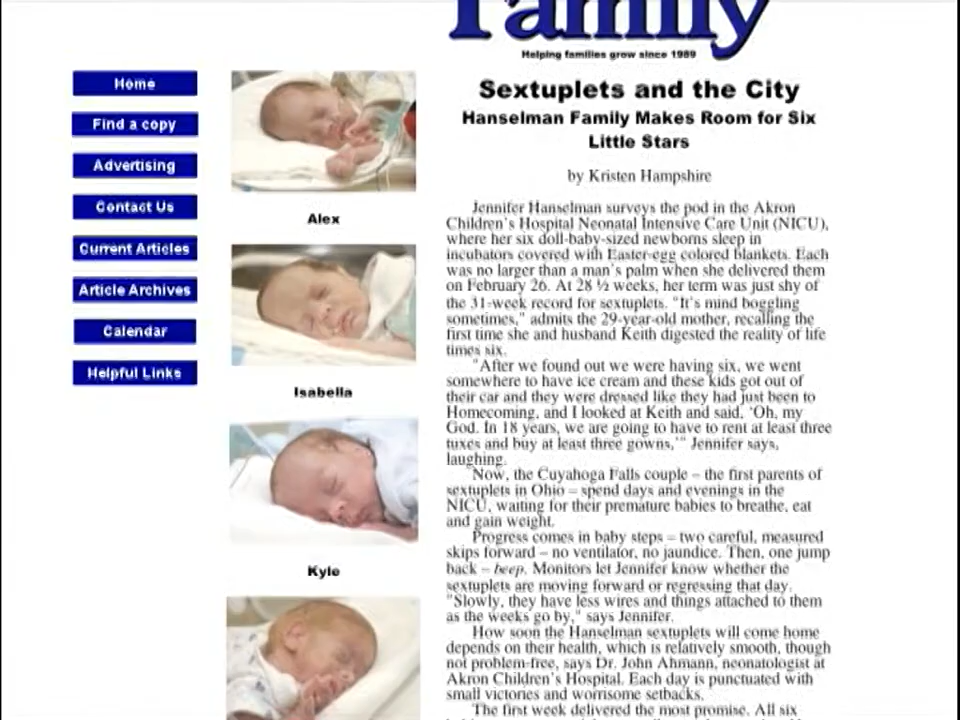 Family
Helping families grow since 1989
Home
Find a copy
Advertising
Contact Us
Current Articles
Article Archives
Calendar
Helpful Links
Alex
Isabella
Kyle
Sextuplets and the City
Hanselman Family Makes Room for Six
Little Stars
by Kristen Hampshire
Jennifer Hanselman surveys the pod in the Akron
Children's Hospital Neonatal Intensive Care Unit (NICU),
where her six doll-baby-sized newborns sleep in
incubators covered with Easter-egg colored blankets. Each
was no larger than a man's palm when she delivered them
on February 26. At 28 ½ weeks, her term was just shy of
the 31-week record for sextuplets. "It's mind boggling
sometimes," admits the 29-year-old mother, recalling the
first time she and husband Keith digested the reality of life
times six.
"After we found out we were having six, we went
somewhere to have ice cream and these kids got out of
their car and they were dressed like they had just been to
Homecoming, and I looked at Keith and said, 'Oh, my
God. In 18 years, we are going to have to rent at least three
tuxes and buy at least three gowns,'" Jennifer says,
laughing.
Now, the Cuyahoga Falls couple – the first parents of
sextuplets in Ohio – spend days and evenings in the
NICU, waiting for their premature babies to breathe, eat
and gain weight.
Progress comes in baby steps – two careful, measured
skips forward – no ventilator, no jaundice. Then, one jump
back – beep. Monitors let Jennifer know whether the
sextuplets are moving forward or regressing that day.
"Slowly, they have less wires and things attached to them
as the weeks go by," says Jennifer.
How soon the Hanselman sextuplets will come home
depends on their health, which is relatively smooth, though
not problem-free, says Dr. John Ahmann, neonatologist at
Akron Children's Hospital. Each day is punctuated with
small victories and worrisome setbacks.
The first week delivered the most promise. All six